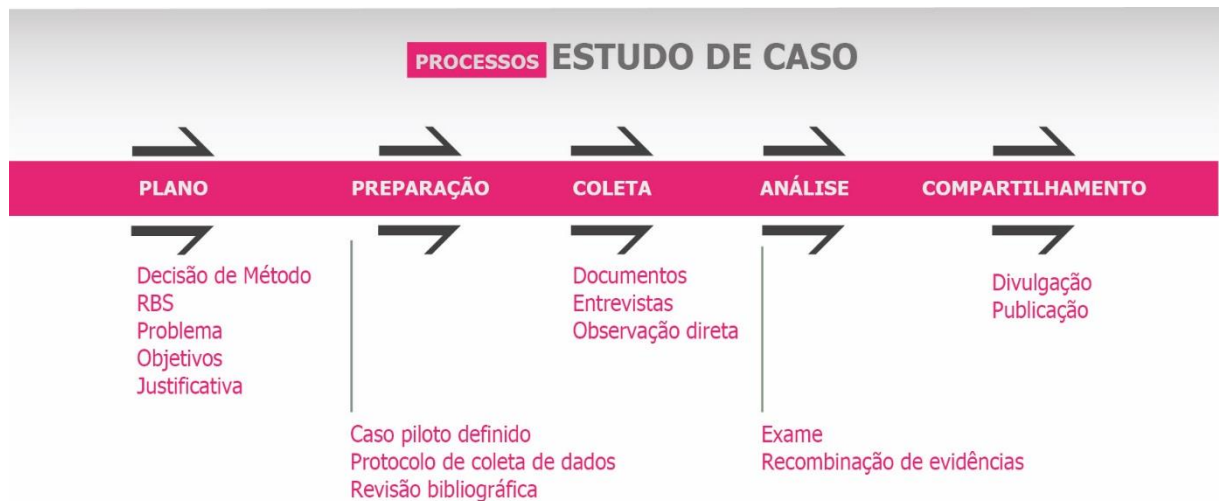 PROCESSOS ESTUDO DE CASO
PLANO
PREPARAÇÃO
COLETA
ANÁLISE
COMPARTILHAMENTO
Decisão de Método
RBS
Problema
Objetivos
Justificativa
Caso piloto definido
Protocolo de coleta de dados
Revisão bibliográfica
Documentos
Entrevistas
Observação direta
Exame
Recombinação de evidências
Divulgação
Publicação